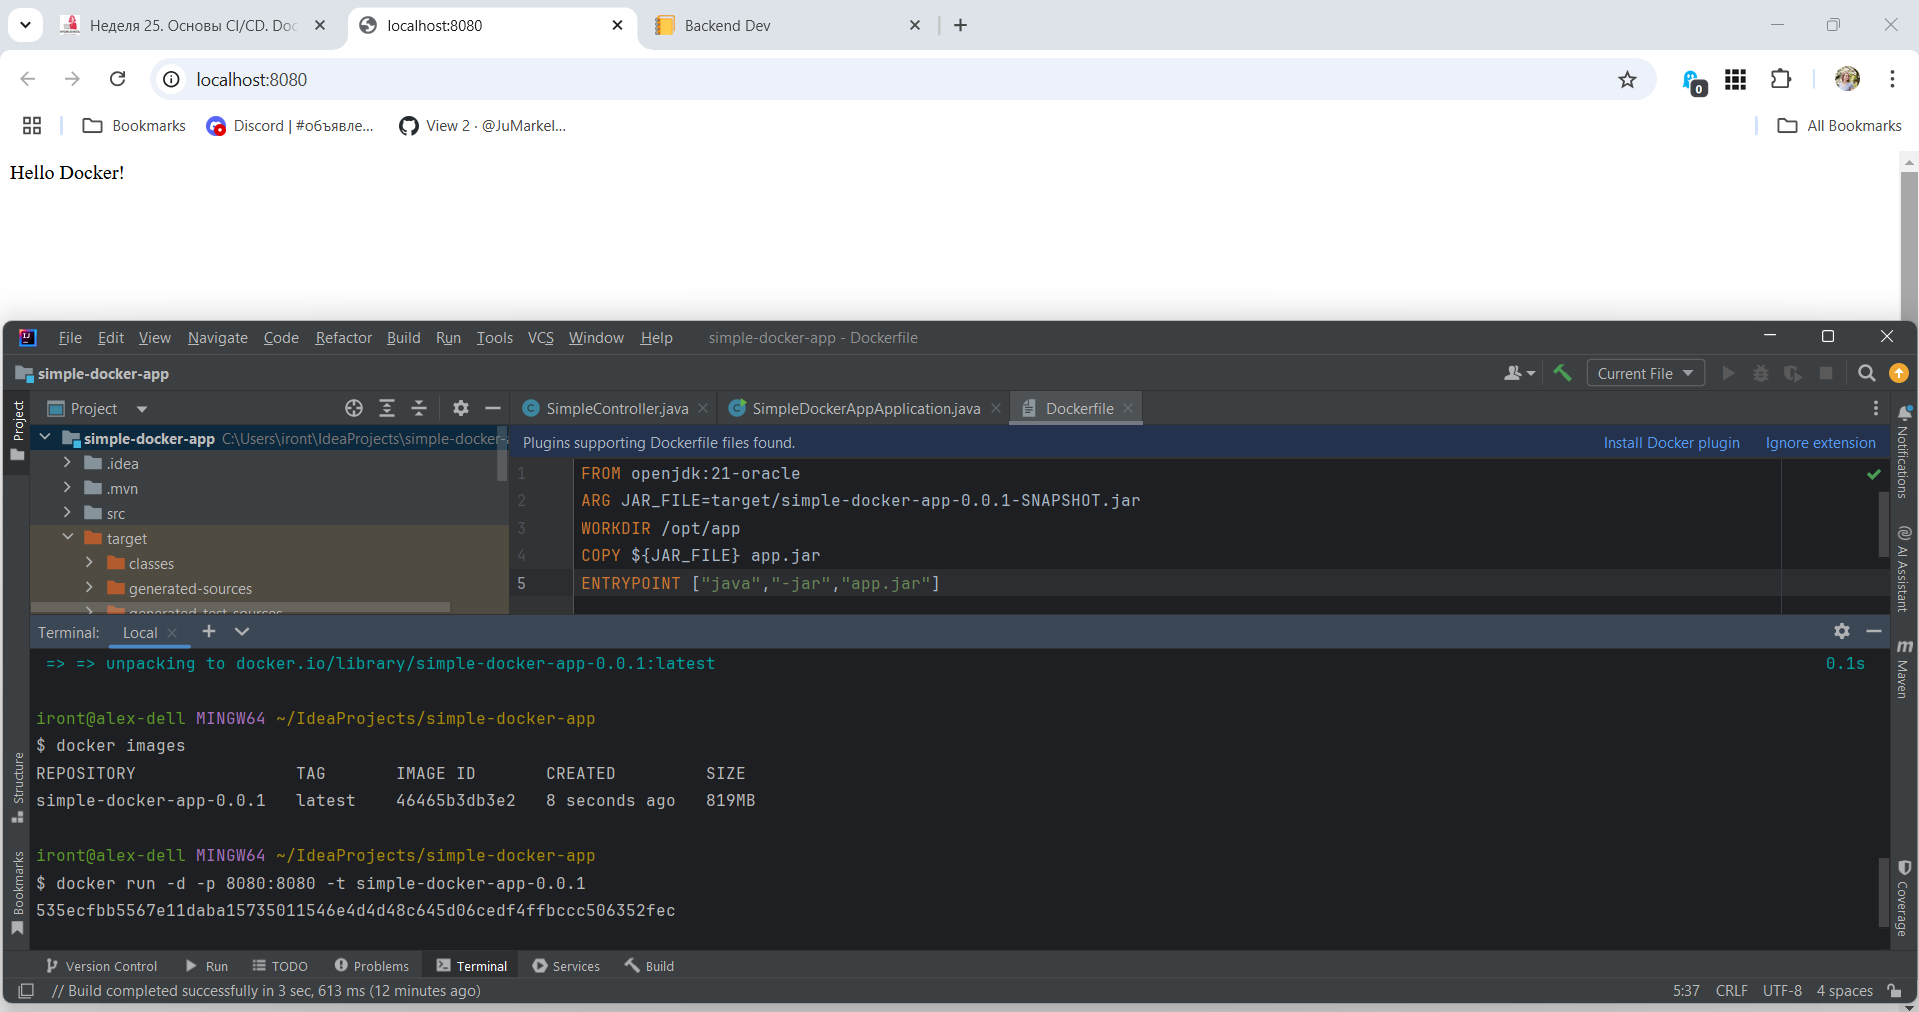 Неделя 25. Основы CI/CD. Doc
localhost:8080
Backend Dev
localhost:8080
0
Bookmarks
Discord | #объявле...
View 2 · @JuMarkel...
All Bookmarks
Hello Docker!
File Edit View Navigate Code Refactor Build Run Tools VCS Window Help simple-docker-app - Dockerfile
simple-docker-app
Current File
Project
Project
SimpleController.java
SimpleDockerAppApplication.java
Dockerfile
simple-docker-app C:\Users\iront\IdeaProjects\simple-docker-a
.idea
.mvn
src
target
classes
generated-sources
generated-test-sources
Plugins supporting Dockerfile files found.
Install Docker plugin
Ignore extension
1 FROM openjdk:21-oracle
2 ARG JAR_FILE=target/simple-docker-app-0.0.1-SNAPSHOT.jar
3 WORKDIR /opt/app
4 COPY ${JAR_FILE} app.jar
5 ENTRYPOINT ["java","-jar","app.jar"]
Notifications
AI Assistant
Maven
Coverage
Structure
Bookmarks
Terminal: Local
=> => unpacking to docker.io/library/simple-docker-app-0.0.1:latest 0.1s
iront@alex-dell MINGW64 ~/IdeaProjects/simple-docker-app
$ docker images
REPOSITORY TAG IMAGE ID CREATED SIZE
simple-docker-app-0.0.1 latest 46465b3db3e2 8 seconds ago 819MB
iront@alex-dell MINGW64 ~/IdeaProjects/simple-docker-app
$ docker run -d -p 8080:8080 -t simple-docker-app-0.0.1
535ecfbb5567e11daba15735011546e4d4d48c645d06cedf4ffbccc506352fec
Version Control Run TODO Problems Terminal Services Build
// Build completed successfully in 3 sec, 613 ms (12 minutes ago)
5:37 CRLF UTF-8 4 spaces